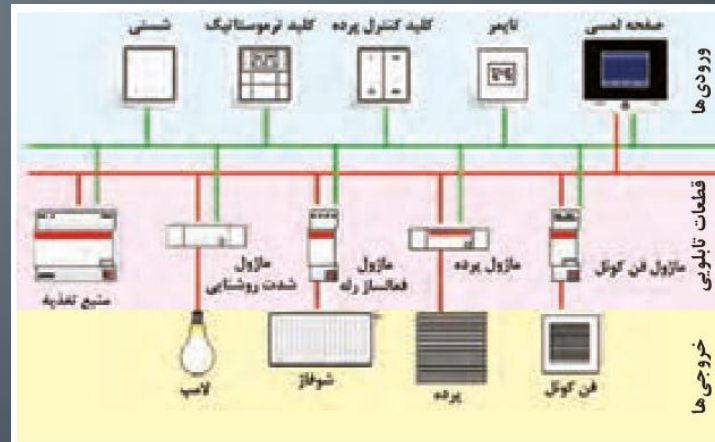 صفحه لمسی
تایمر
کلید کنترل پرده
کلید ترموستاتیک
شستی
ورودی‌ها
قطعات تابلویی
ماژول فن کوئل
ماژول پرده
ماژول
فعالساز رله
ماژول
شدت روشنایی
منبع تغذیه
خروجی‌ها
فن کوئل
پرده
شوفاژ
لامپ